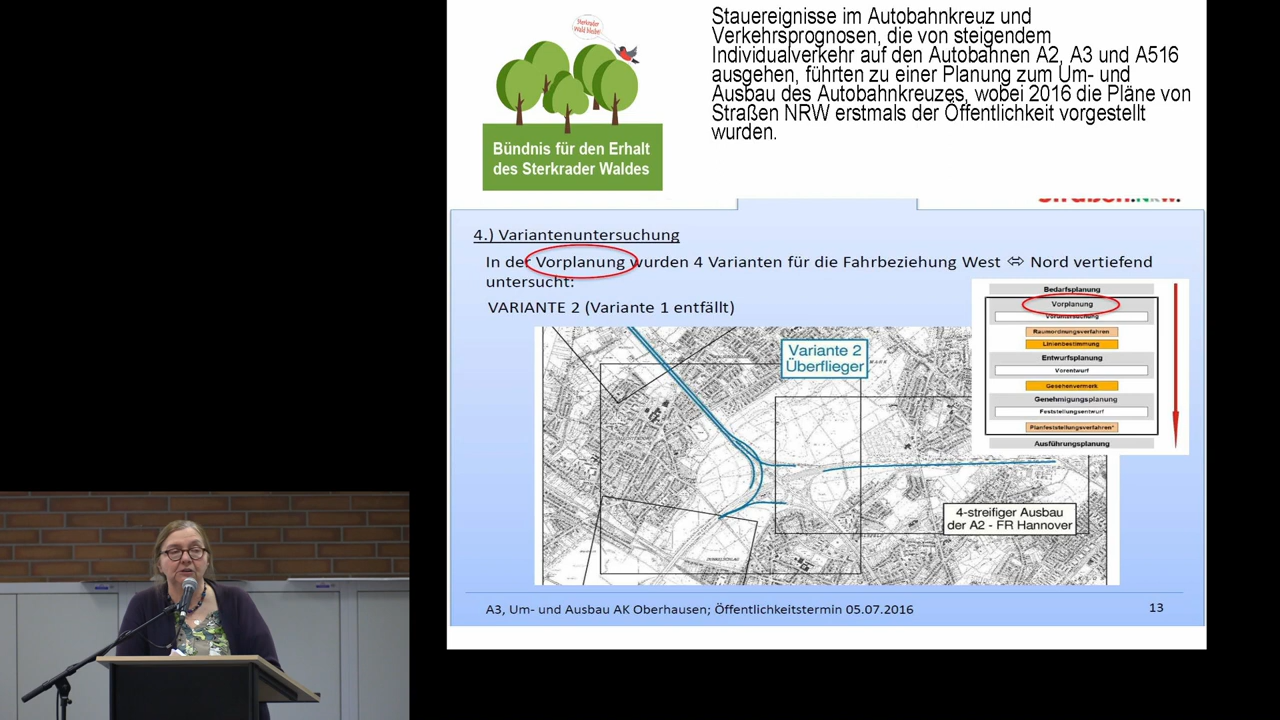 Sterkrader
Wald bleibt!
Bündnis für den Erhalt
des Sterkrader Waldes
Stauereignisse im Autobahnkreuz und
Verkehrsprognosen, die von steigendem
Individualverkehr auf den Autobahnen A2, A3 und A516
ausgehen, führten zu einer Planung zum Um- und
Ausbau des Autobahnkreuzes, wobei 2016 die Pläne von
Straßen NRW erstmals der Öffentlichkeit vorgestellt
wurden.
4.) Variantenuntersuchung
In der Vorplanung wurden 4 Varianten für die Fahrbeziehung West ⇔ Nord vertiefend
untersucht:
VARIANTE 2 (Variante 1 entfällt)
Variante 2
Überflieger
4-streifiger Ausbau
der A2 - FR Hannover
Bedarfsplanung
Vorplanung
Voruntersuchung
Raumordnungsverfahren
Linienbestimmung
Entwurfsplanung
Vorentwurf
Gesehenvermerk
Genehmigungsplanung
Feststellungsentwurf
Planfeststellungsverfahren*
Ausführungsplanung
A3, Um- und Ausbau AK Oberhausen; Öffentlichkeitstermin 05.07.2016
13